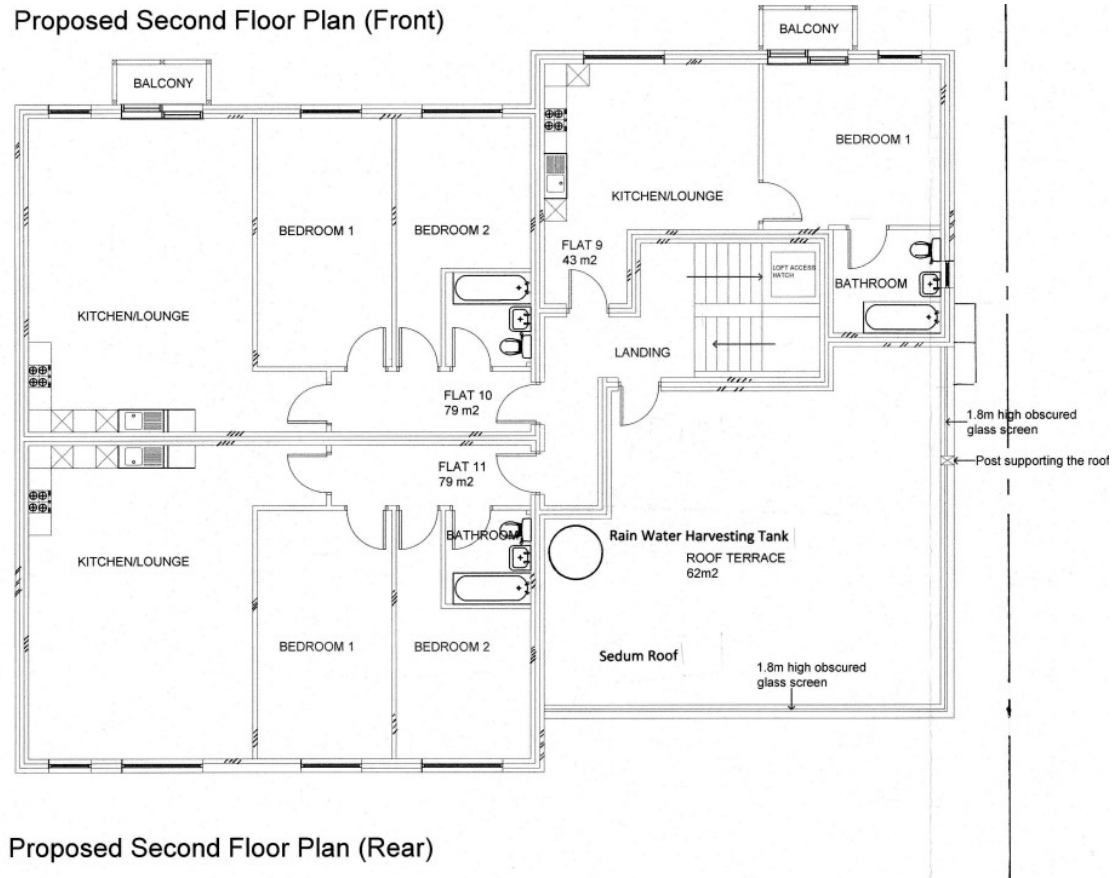 Proposed Second Floor Plan (Front)
BALCONY
BALCONY
BEDROOM 1
KITCHEN/LOUNGE
BEDROOM 1
BEDROOM 2
FLAT 9
43 m2
LOFT ACCESS
HATCH
BATHROOM
KITCHEN/LOUNGE
LANDING
FLAT 10
79 m2
1.8m high obscured
glass screen
Post supporting the roof
FLAT 11
79 m2
BATHROOM
Rain Water Harvesting Tank
ROOF TERRACE
62m2
KITCHEN/LOUNGE
BEDROOM 1
BEDROOM 2
Sedum Roof
1.8m high obscured
glass screen
Proposed Second Floor Plan (Rear)